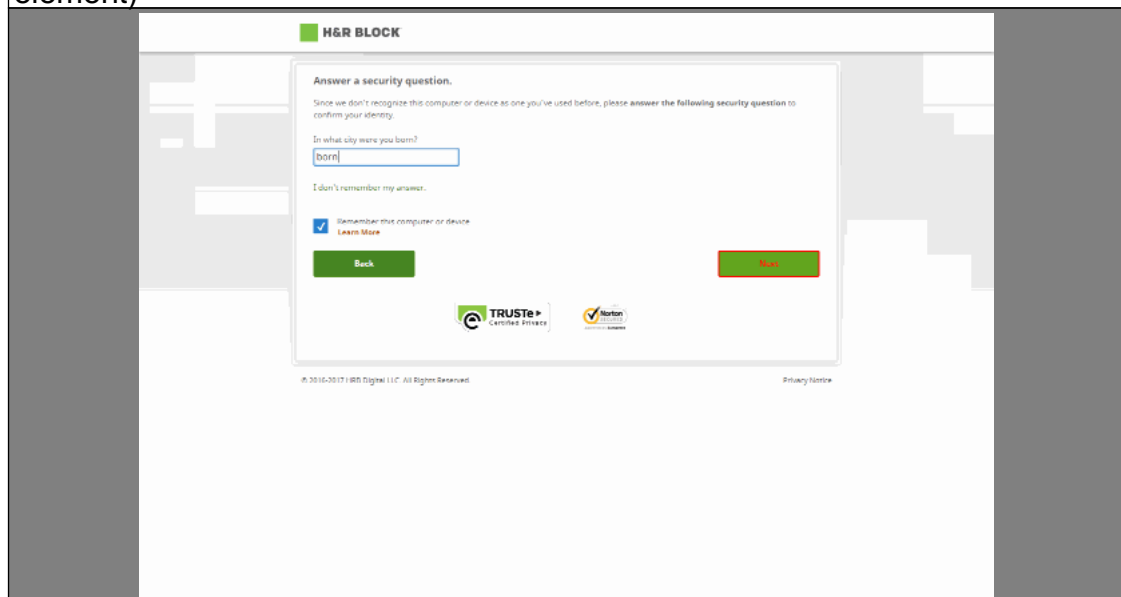 element)
H&R BLOCK
Answer a security question.
Since we don't recognize this computer or device as one you've used before, please answer the following security question to
confirm your identity.
In what city were you born?
born
I don't remember my answer.
Remember this computer or device
Learn More
Back
Next
TRUSTe
Certified Privacy
Norton
SECURED
© 2016-2017 HRB Digital LLC. All Rights Reserved.
Privacy Notice